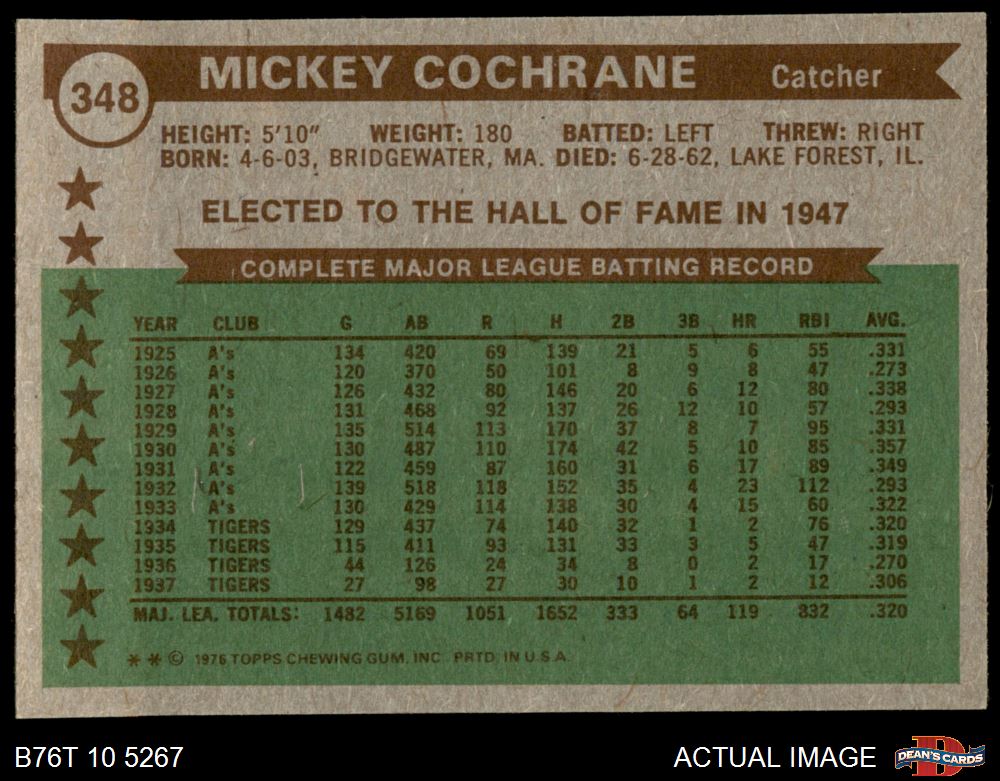 348
MICKEY COCHRANE Catcher
HEIGHT: 5'10" WEIGHT: 180 BATTED: LEFT THREW: RIGHT
BORN: 4-6-03, BRIDGEWATER, MA. DIED: 6-28-62, LAKE FOREST, IL.
ELECTED TO THE HALL OF FAME IN 1947
COMPLETE MAJOR LEAGUE BATTING RECORD
YEAR CLUB G AB R H 2B 3B HR RBI AVG.
1925 A's 134 420 69 139 21 5 6 55 .331
1926 A's 120 370 50 101 8 9 8 47 .273
1927 A's 126 432 80 146 20 6 12 80 .338
1928 A's 131 468 92 137 26 12 10 57 .293
1929 A's 135 514 113 170 37 8 7 95 .331
1930 A's 130 487 110 174 42 5 10 85 .357
1931 A's 122 459 87 160 31 6 17 89 .349
1932 A's 139 518 118 152 35 4 23 112 .293
1933 A's 130 429 114 138 30 4 15 60 .322
1934 TIGERS 129 437 74 140 32 1 2 76 .320
1935 TIGERS 115 411 93 131 33 3 5 47 .319
1936 TIGERS 44 126 24 34 8 0 2 17 .270
1937 TIGERS 27 98 27 30 10 1 2 12 .306
MAJ. LEA. TOTALS: 1482 5169 1051 1652 333 64 119 832 .320
* * © 1976 TOPPS CHEWING GUM, INC. PRTD. IN U.S.A.
B76T 10 5267 ACTUAL IMAGE D DEAN'S CARDS